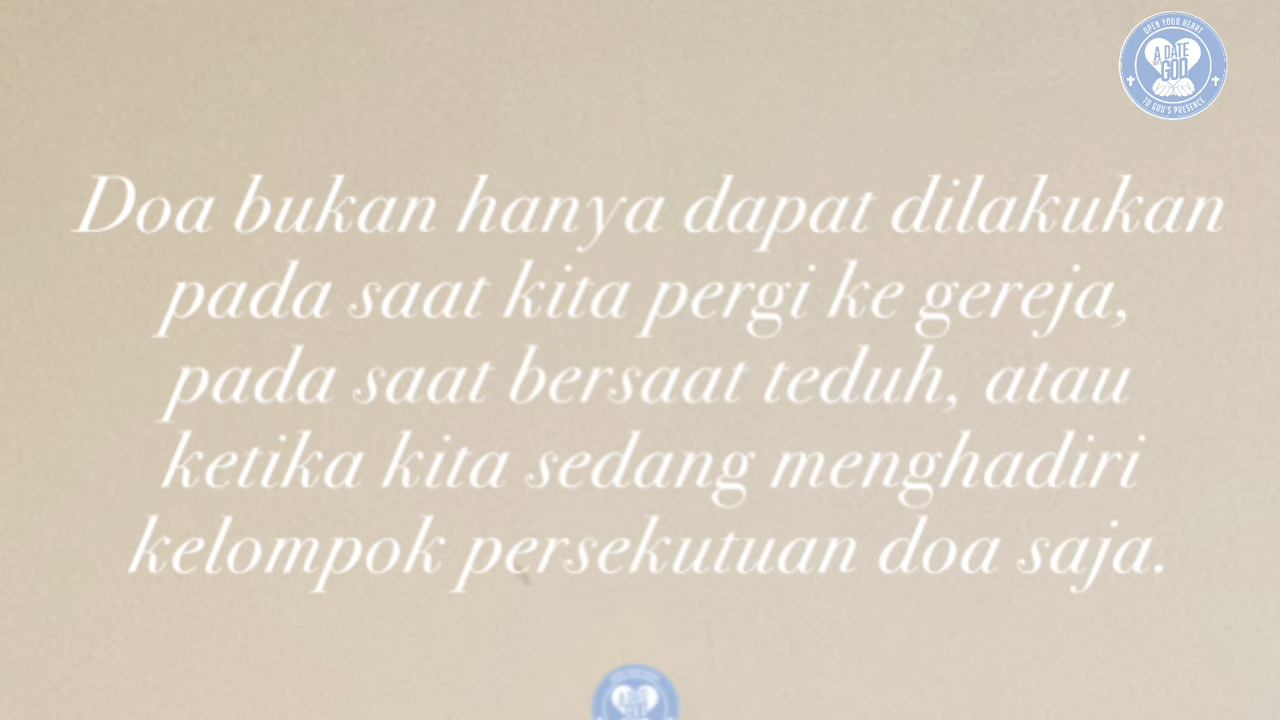 OPEN YOUR HEART
A DATE
GOD
TO GOD'S PRESENCE
Doa bukan hanya dapat dilakukan
pada saat kita pergi ke gereja,
pada saat bersaat teduh, atau
ketika kita sedang menghadiri
kelompok persekutuan doa saja.